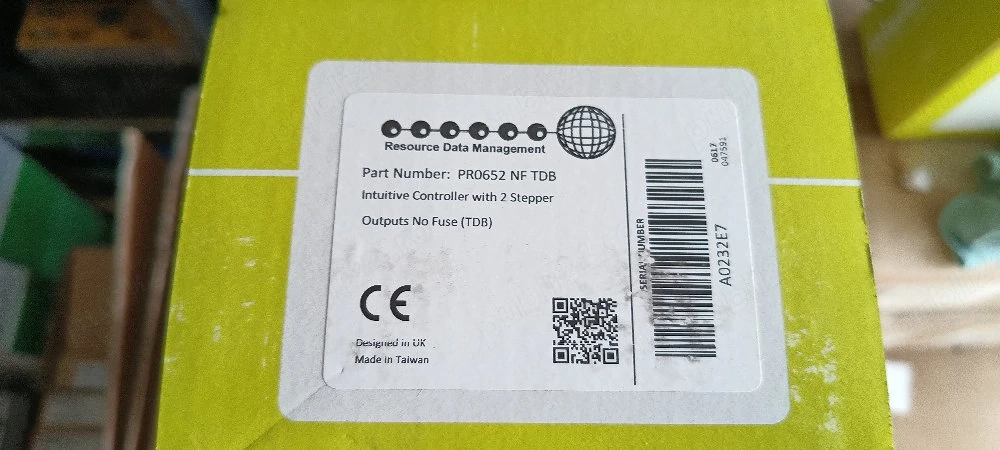 Resource Data Management
Part Number: PR0652 NF TDB
Intuitive Controller with 2 Stepper
Outputs No Fuse (TDB)
CE
Designed in UK
Made in Taiwan
SERIAL NUMBER
A0232E7
0617
047591